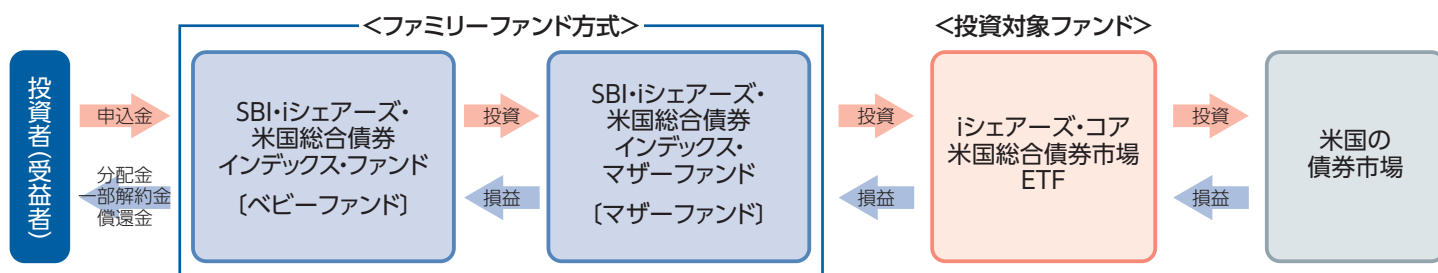 <ファミリーファンド方式>
<投資対象ファンド>
投資者(受益者)
申込金
分配金
一部解約金
償還金
SBI・iシェアーズ・
米国総合債券
インデックス・ファンド
〔ベビーファンド〕
投資
損益
SBI・iシェアーズ・
米国総合債券
インデックス・
マザーファンド
〔マザーファンド〕
投資
損益
iシェアーズ・コア
米国総合債券市場
ETF
投資
損益
米国の
債券市場